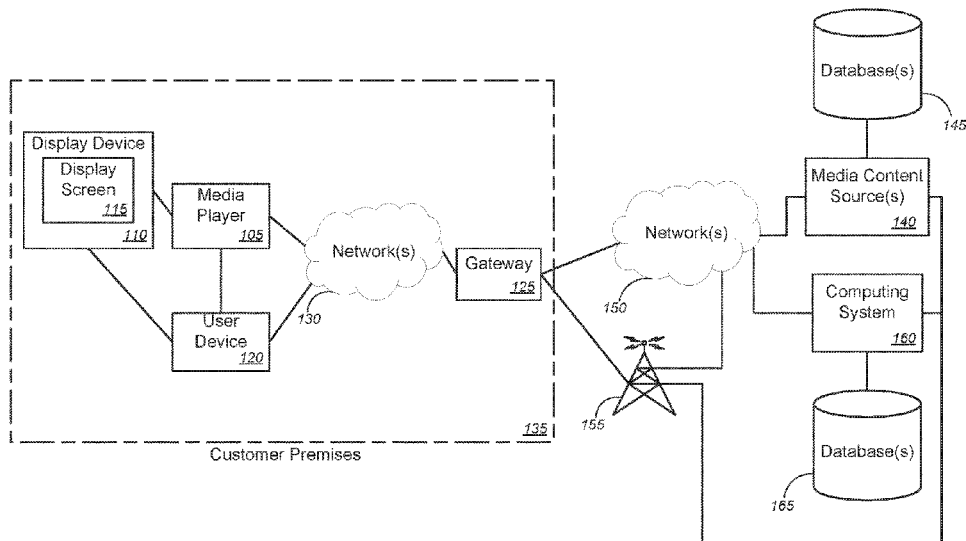 Database(s)
145
Display Device
Display
Screen
115
110
Media
Player
105
Network(s)
130
Gateway
125
User
Device
120
Network(s)
150
Media Content
Source(s)
140
Computing
System
160
155
Database(s)
165
135
Customer Premises